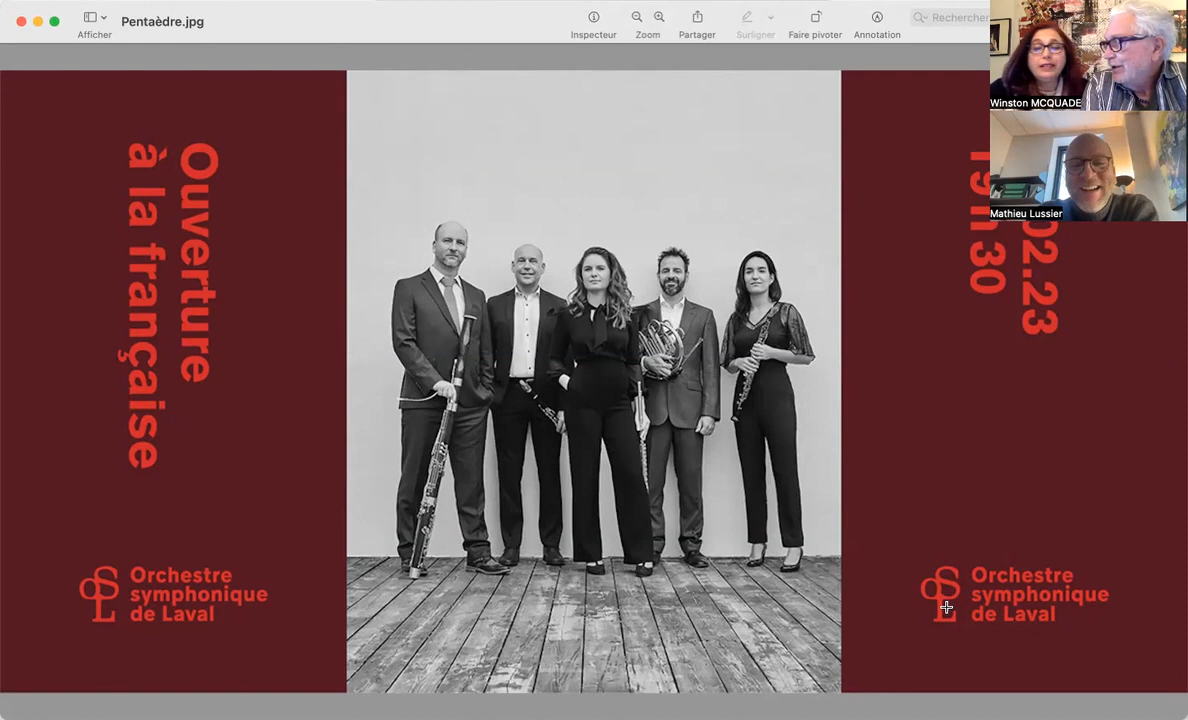 Pentaèdre.jpg
Afficher
Inspecteur
Zoom
Partager
Surligner
Faire pivoter
Annotation
Rechercher
Winston MCQUADE
Mathieu Lussier
Ouverture
à la française
02.23
19h30
Orchestre
symphonique
de Laval
Orchestre
symphonique
de Laval